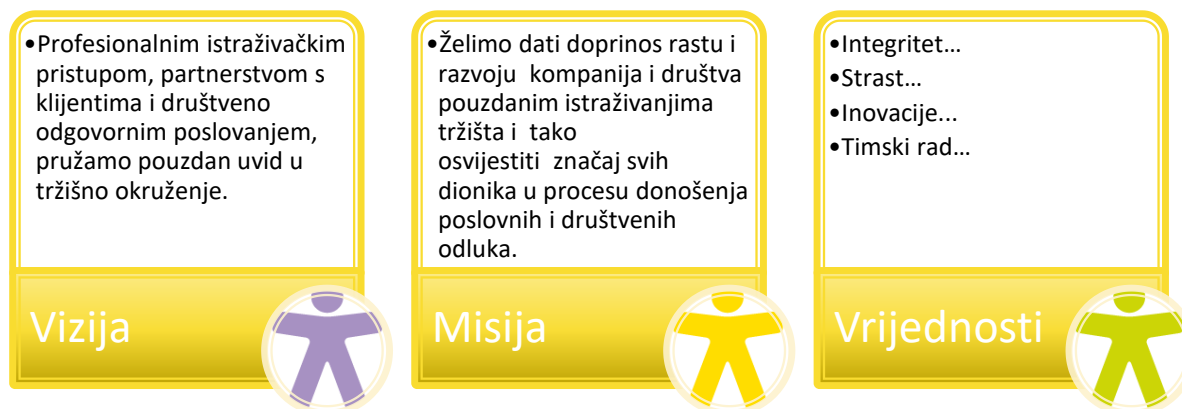 •Profesionalnim istraživačkim
pristupom, partnerstvom s
klijentima i društveno
odgovornim poslovanjem,
pružamo pouzdan uvid u
tržišno okruženje.
Vizija
•Želimo dati doprinos rastu i
razvoju kompanija i društva
pouzdanim istraživanjima
tržišta i tako
osvijestiti značaj svih
dionika u procesu donošenja
poslovnih i društvenih
odluka.
Misija
•Integritet…
•Strast…
•Inovacije...
•Timski rad…
Vrijednosti